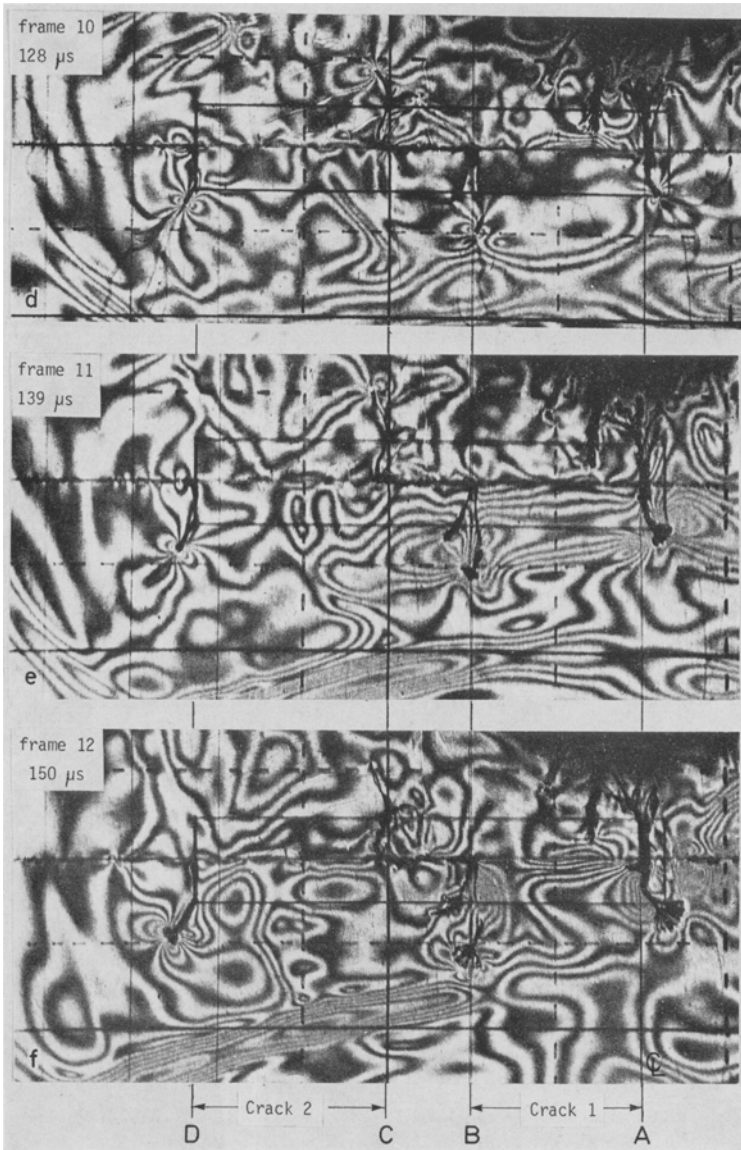 frame 10
128 μs
d
frame 11
139 μs
e
frame 12
150 μs
f
℄
Crack 2
Crack 1
D
C
B
A